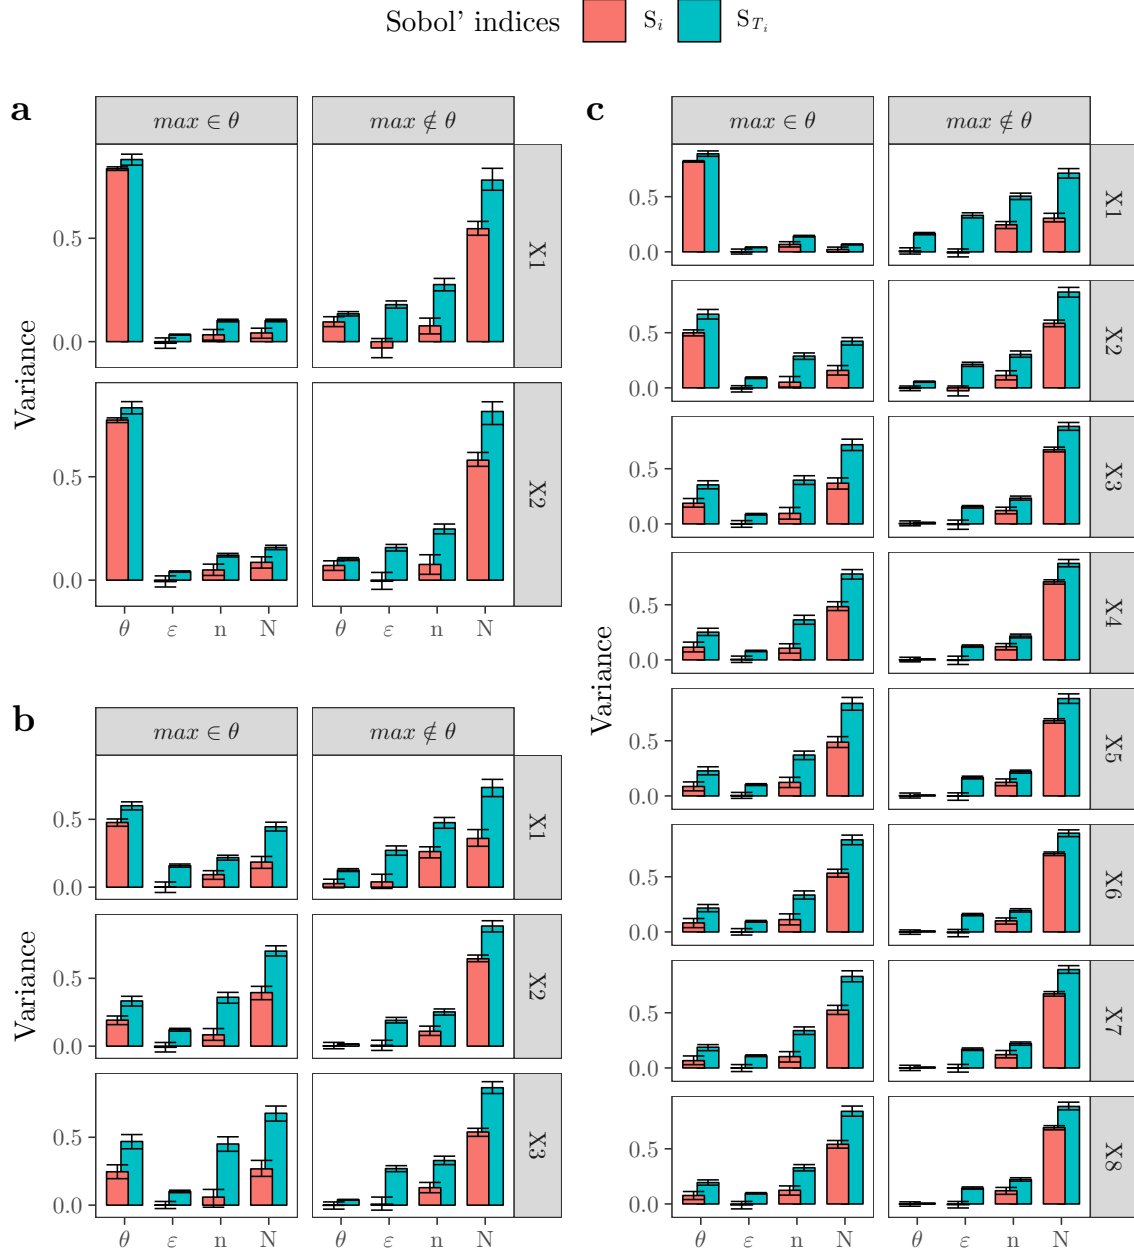 Sobol' indices S_i S_{T_i}
a
max ∈ θ max ∉ θ
Variance
0.5
0.0
X1
0.5
0.0
X2
θ ε n N θ ε n N
b
max ∈ θ max ∉ θ
Variance
0.5
0.0
X1
0.5
0.0
X2
0.5
0.0
X3
θ ε n N θ ε n N
c
max ∈ θ max ∉ θ
Variance
0.5
0.0
X1
0.5
0.0
X2
0.5
0.0
X3
0.5
0.0
X4
0.5
0.0
X5
0.5
0.0
X6
0.5
0.0
X7
0.5
0.0
X8
θ ε n N θ ε n N